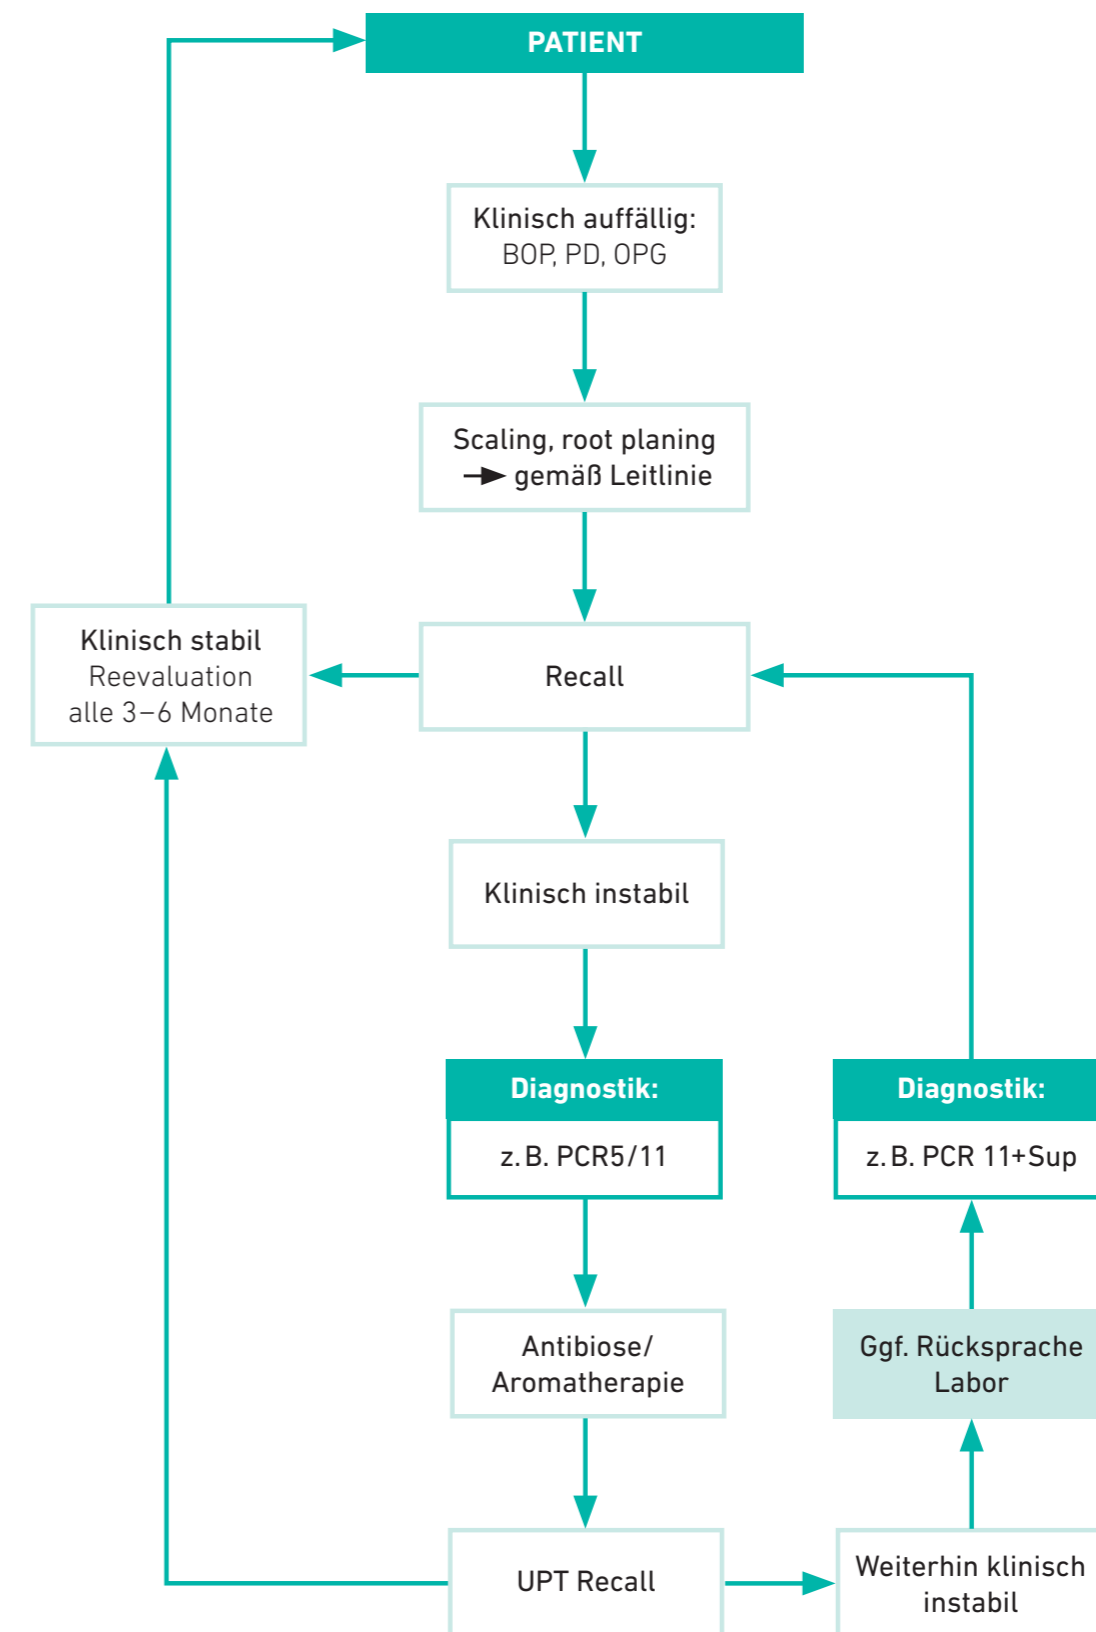 PATIENT
Klinisch auffällig:
BOP, PD, OPG
Scaling, root planing
→ gemäß Leitlinie
Klinisch stabil
Reevaluation
alle 3–6 Monate
Recall
Klinisch instabil
Diagnostik:
z. B. PCR5/11
Diagnostik:
z. B. PCR 11+Sup
Antibiose/
Aromatherapie
Ggf. Rücksprache
Labor
UPT Recall
Weiterhin klinisch
instabil